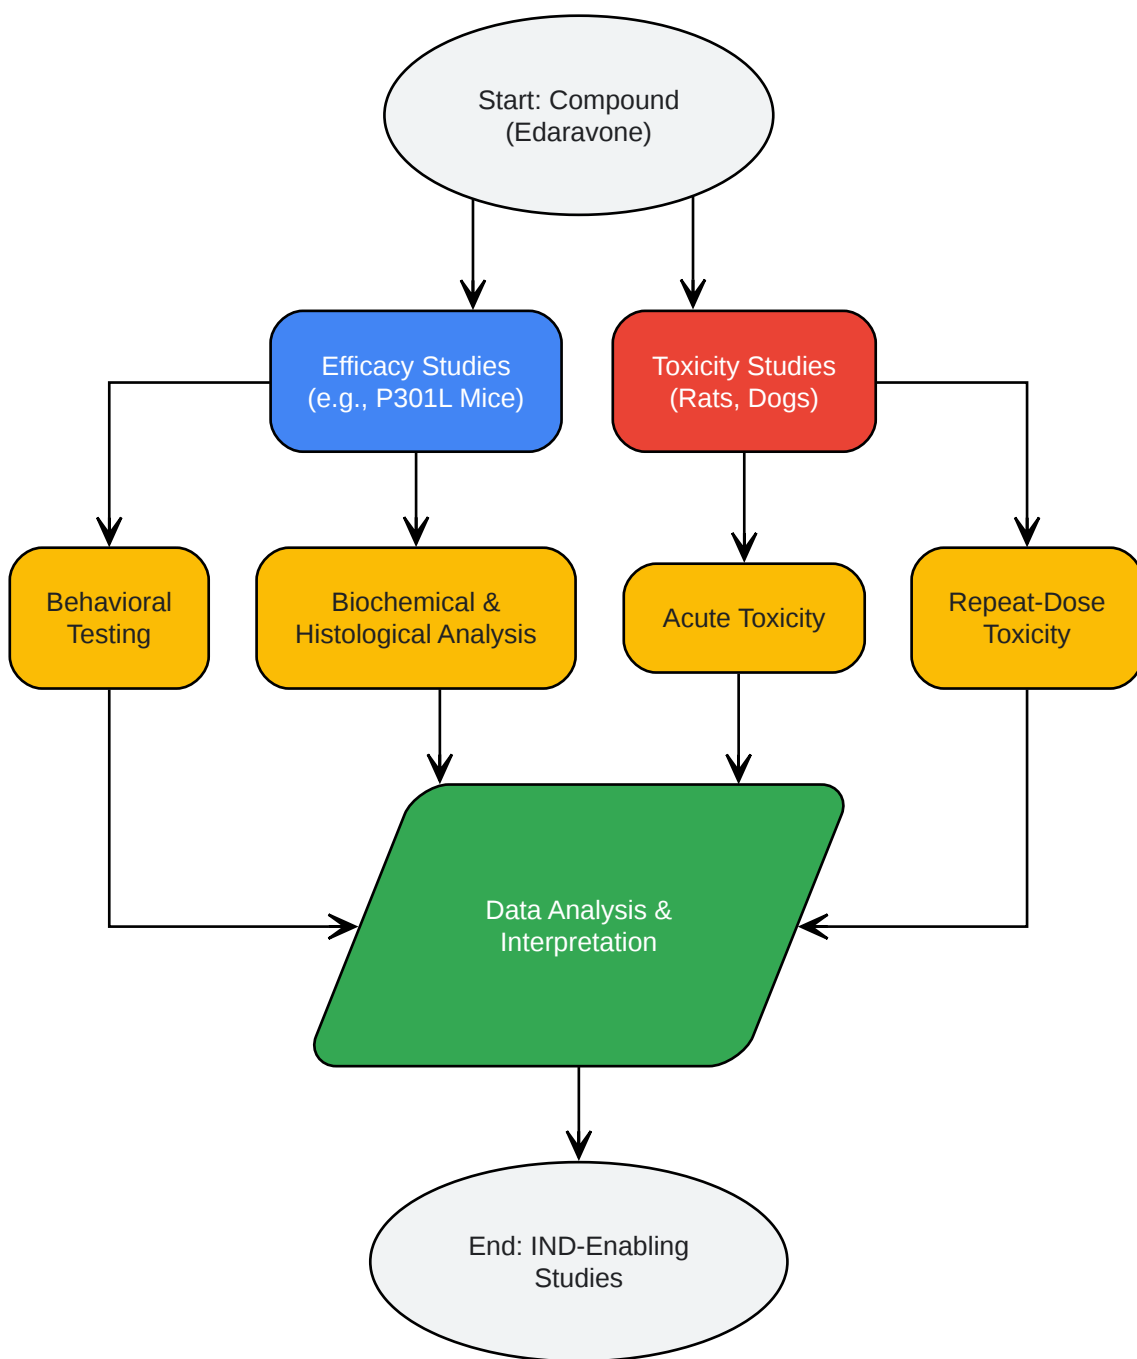 Start: Compound
(Edaravone)
Efficacy Studies
(e.g., P301L Mice)
Toxicity Studies
(Rats, Dogs)
Behavioral
Testing
Biochemical &
Histological Analysis
Acute Toxicity
Repeat-Dose
Toxicity
Data Analysis &
Interpretation
End: IND-Enabling
Studies